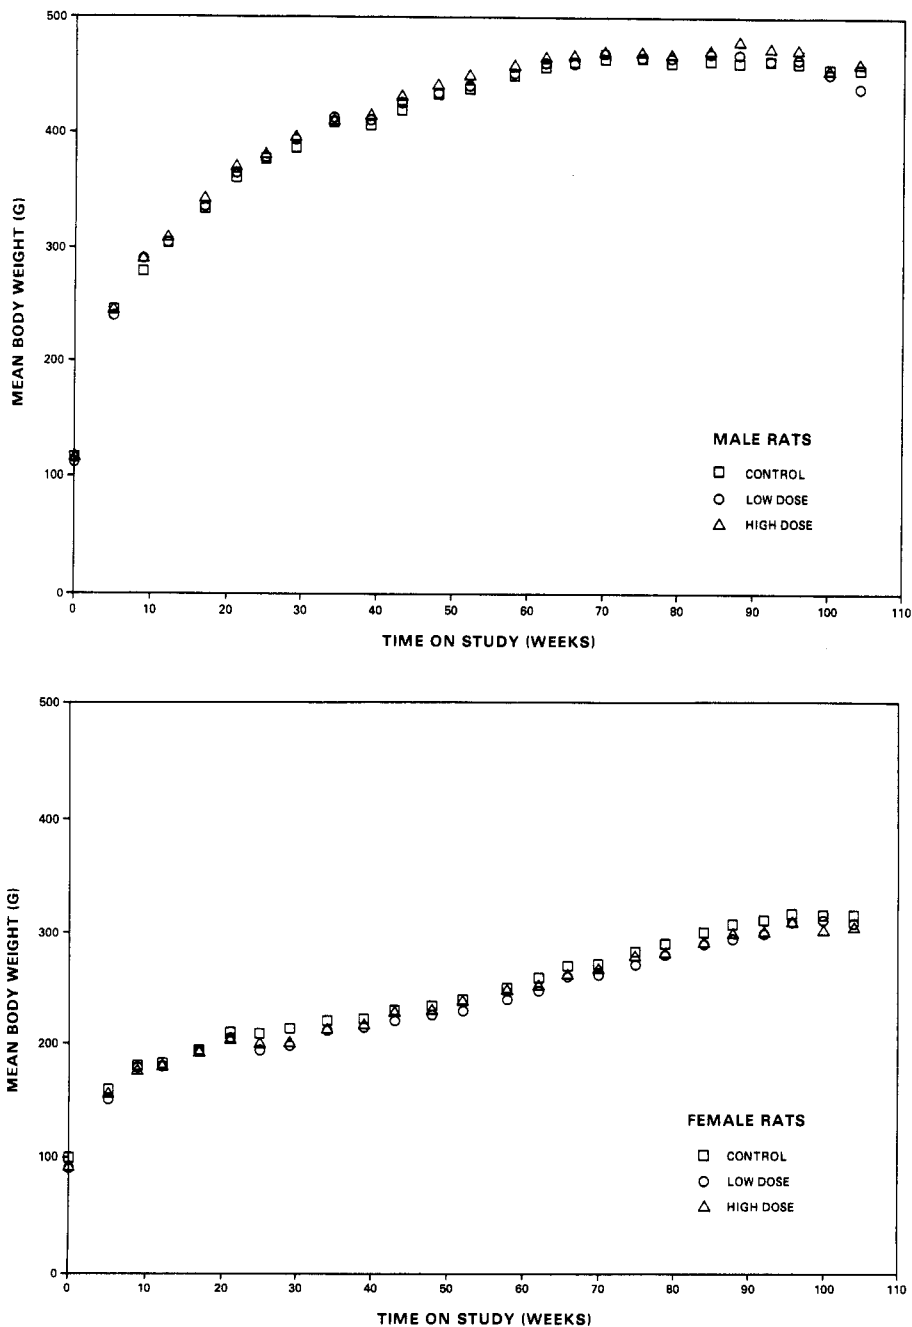 500
400
300
200
100
0
MEAN BODY WEIGHT (G)
MALE RATS
CONTROL
LOW DOSE
HIGH DOSE
0 10 20 30 40 50 60 70 80 90 100 110
TIME ON STUDY (WEEKS)
500
400
300
200
100
0
MEAN BODY WEIGHT (G)
FEMALE RATS
CONTROL
LOW DOSE
HIGH DOSE
0 10 20 30 40 50 60 70 80 90 100 110
TIME ON STUDY (WEEKS)